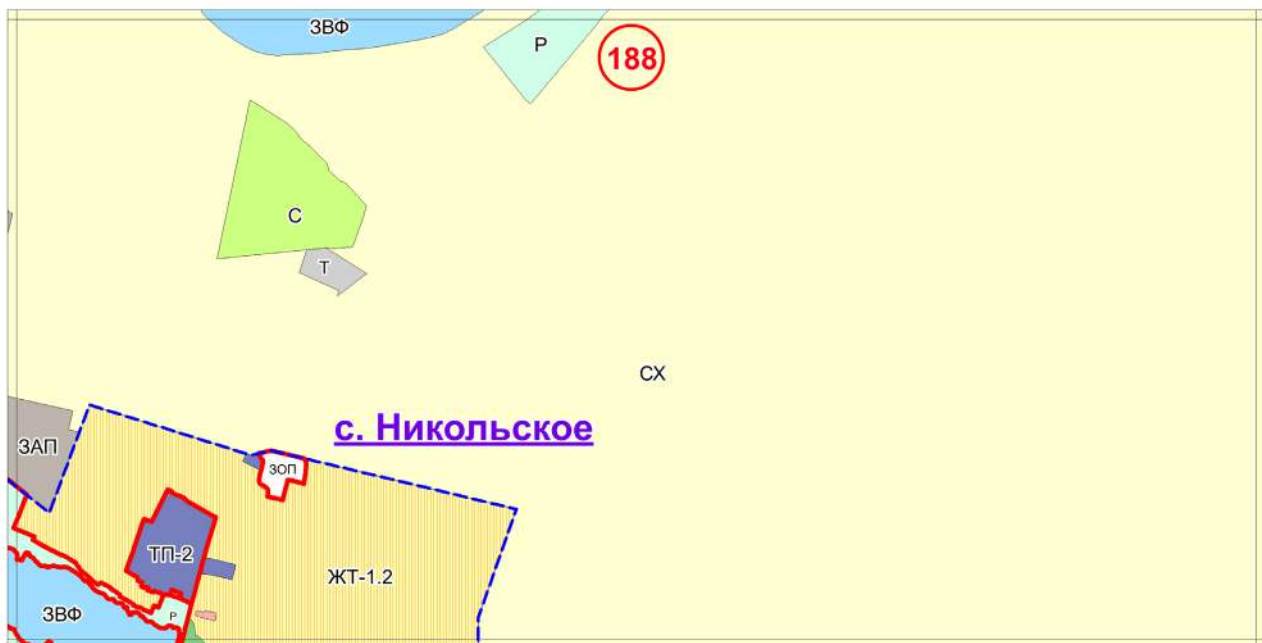 ЗВФ
Р
188
С
Т
СХ
с. Никольское
ЗАП
ЗОП
ТП-2
ЖТ-1.2
ЗВФ
Р